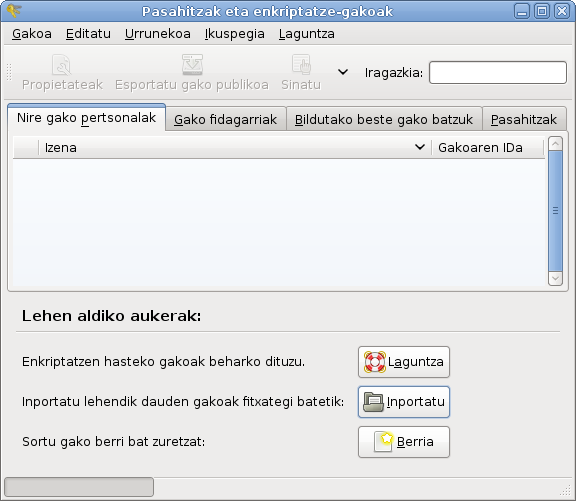 Pasahitzak eta enkriptatze-gakoak
Gakoa Editatu Urrunekoa Ikuspegia Laguntza
Propietateak Esportatu gako publikoa Sinatu Iragazkia:
Nire gako pertsonalak Gako fidagarriak Bildutako beste gako batzuk Pasahitzak
Izena Gakoaren IDa
Lehen aldiko aukerak:
Enkriptatzen hasteko gakoak beharko dituzu. Laguntza
Inportatu lehendik dauden gakoak fitxategi batetik: Inportatu
Sortu gako berri bat zuretzat: Berria